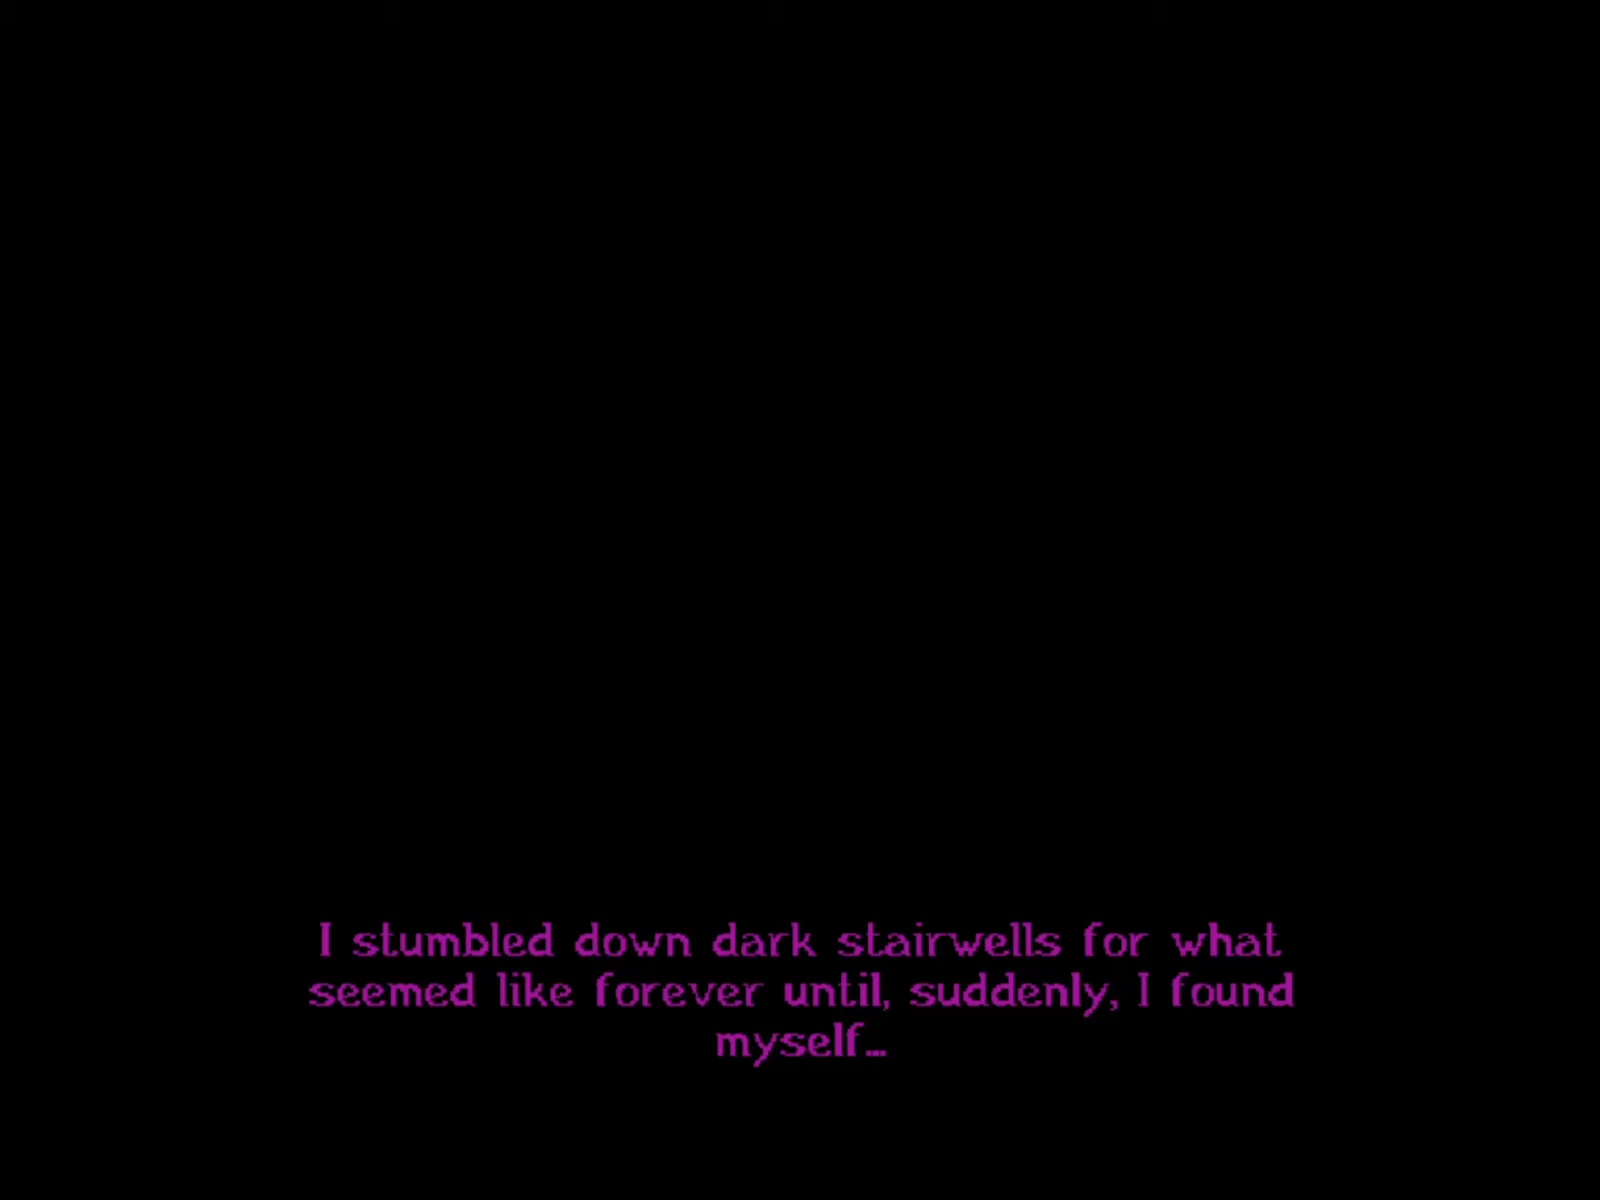 I stumbled down dark stairwells for what
seemed like forever until, suddenly, I found
myself...